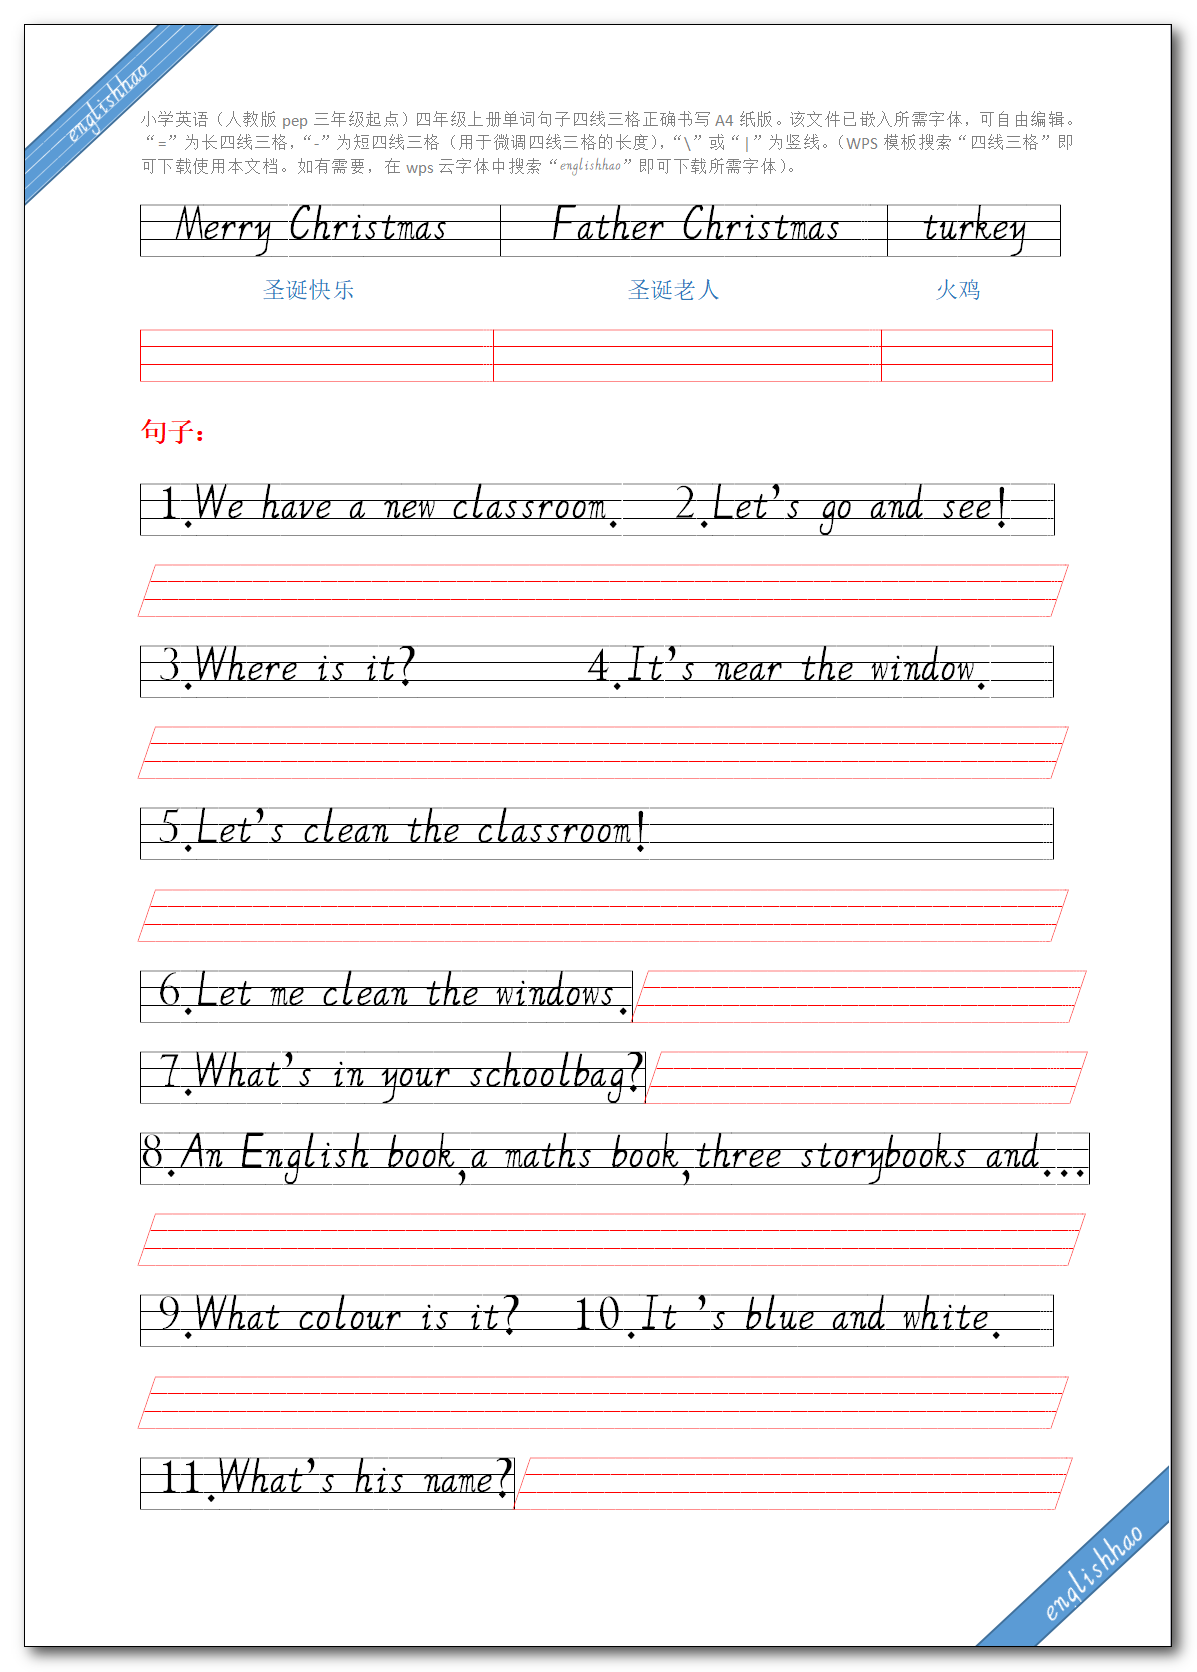 englishhao
小学英语（人教版 pep 三年级起点）四年级上册单词句子四线三格正确书写 A4 纸版。该文件已嵌入所需字体，可自由编辑。
“=”为长四线三格，“-”为短四线三格（用于微调四线三格的长度），“\”或“|”为竖线。（WPS 模板搜索“四线三格”即
可下载使用本文档。如有需要，在 wps 云字体中搜索“englishhao”即可下载所需字体）。
Merry Christmas Father Christmas turkey
圣诞快乐 圣诞老人 火鸡
句子：
1.We have a new classroom. 2.Let’s go and see!
3.Where is it? 4.It’s near the window.
5.Let’s clean the classroom!
6.Let me clean the windows.
7.What’s in your schoolbag?
8.An English book,a maths book,three storybooks and...
9.What colour is it? 10.It ’s blue and white.
11.What’s his name?
englishhao